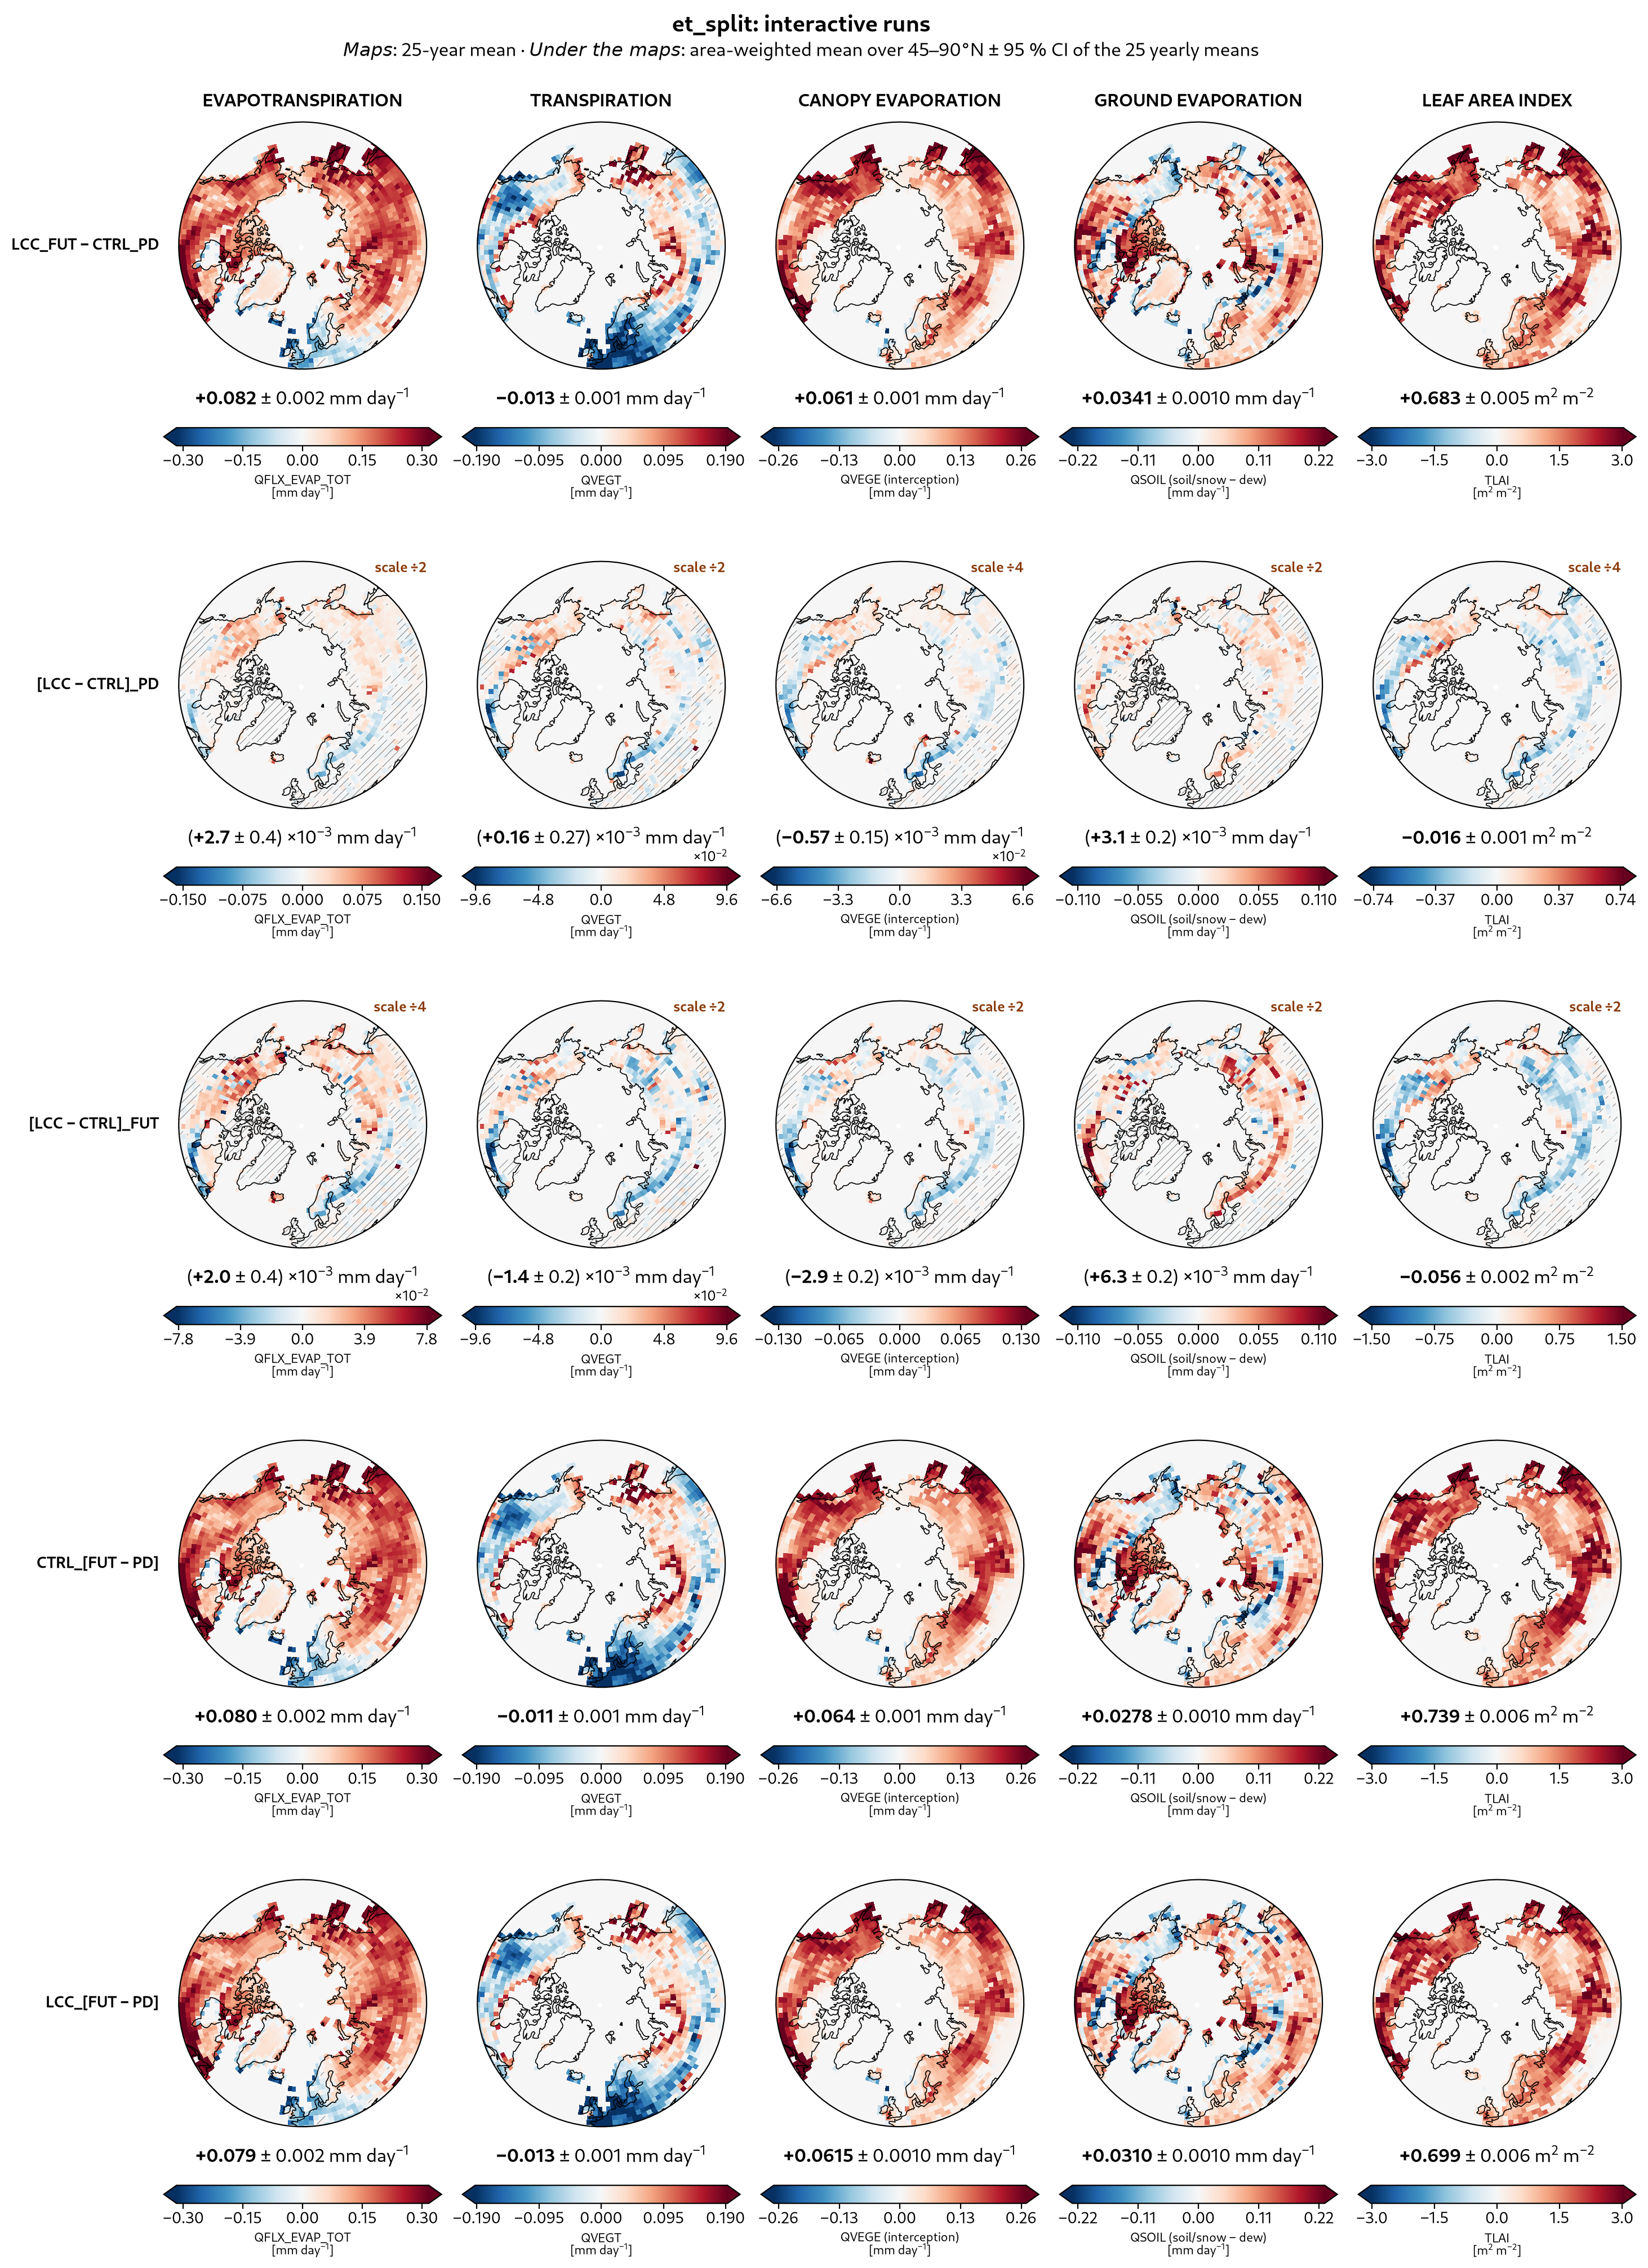 et_split: interactive runs
Maps: 25-year mean · Under the maps: area-weighted mean over 45–90°N ± 95 % CI of the 25 yearly means
EVAPOTRANSPIRATION TRANSPIRATION CANOPY EVAPORATION GROUND EVAPORATION LEAF AREA INDEX
LCC_FUT − CTRL_PD
+0.082 ± 0.002 mm day⁻¹ −0.013 ± 0.001 mm day⁻¹ +0.061 ± 0.001 mm day⁻¹ +0.0341 ± 0.0010 mm day⁻¹ +0.683 ± 0.005 m² m⁻²
−0.30 −0.15 0.00 0.15 0.30 −0.190 −0.095 0.000 0.095 0.190 −0.26 −0.13 0.00 0.13 0.26 −0.22 −0.11 0.00 0.11 0.22 −3.0 −1.5 0.0 1.5 3.0
QFLX_EVAP_TOT QVEGT QVEGE (interception) QSOIL (soil/snow − dew) TLAI
[mm day⁻¹] [mm day⁻¹] [mm day⁻¹] [mm day⁻¹] [m² m⁻²]
scale ÷2 scale ÷2 scale ÷4 scale ÷2 scale ÷4
[LCC − CTRL]_PD
(+2.7 ± 0.4) ×10⁻³ mm day⁻¹ (+0.16 ± 0.27) ×10⁻³ mm day⁻¹ (−0.57 ± 0.15) ×10⁻³ mm day⁻¹ (+3.1 ± 0.2) ×10⁻³ mm day⁻¹ −0.016 ± 0.001 m² m⁻²
×10⁻² ×10⁻²
−0.150 −0.075 0.000 0.075 0.150 −9.6 −4.8 0.0 4.8 9.6 −6.6 −3.3 0.0 3.3 6.6 −0.110 −0.055 0.000 0.055 0.110 −0.74 −0.37 0.00 0.37 0.74
QFLX_EVAP_TOT QVEGT QVEGE (interception) QSOIL (soil/snow − dew) TLAI
[mm day⁻¹] [mm day⁻¹] [mm day⁻¹] [mm day⁻¹] [m² m⁻²]
scale ÷4 scale ÷2 scale ÷2 scale ÷2 scale ÷2
[LCC − CTRL]_FUT
(+2.0 ± 0.4) ×10⁻³ mm day⁻¹ (−1.4 ± 0.2) ×10⁻³ mm day⁻¹ (−2.9 ± 0.2) ×10⁻³ mm day⁻¹ (+6.3 ± 0.2) ×10⁻³ mm day⁻¹ −0.056 ± 0.002 m² m⁻²
×10⁻² ×10⁻²
−7.8 −3.9 0.0 3.9 7.8 −9.6 −4.8 0.0 4.8 9.6 −0.130 −0.065 0.000 0.065 0.130 −0.110 −0.055 0.000 0.055 0.110 −1.50 −0.75 0.00 0.75 1.50
QFLX_EVAP_TOT QVEGT QVEGE (interception) QSOIL (soil/snow − dew) TLAI
[mm day⁻¹] [mm day⁻¹] [mm day⁻¹] [mm day⁻¹] [m² m⁻²]
CTRL_[FUT − PD]
+0.080 ± 0.002 mm day⁻¹ −0.011 ± 0.001 mm day⁻¹ +0.064 ± 0.001 mm day⁻¹ +0.0278 ± 0.0010 mm day⁻¹ +0.739 ± 0.006 m² m⁻²
−0.30 −0.15 0.00 0.15 0.30 −0.190 −0.095 0.000 0.095 0.190 −0.26 −0.13 0.00 0.13 0.26 −0.22 −0.11 0.00 0.11 0.22 −3.0 −1.5 0.0 1.5 3.0
QFLX_EVAP_TOT QVEGT QVEGE (interception) QSOIL (soil/snow − dew) TLAI
[mm day⁻¹] [mm day⁻¹] [mm day⁻¹] [mm day⁻¹] [m² m⁻²]
LCC_[FUT − PD]
+0.079 ± 0.002 mm day⁻¹ −0.013 ± 0.001 mm day⁻¹ +0.0615 ± 0.0010 mm day⁻¹ +0.0310 ± 0.0010 mm day⁻¹ +0.699 ± 0.006 m² m⁻²
−0.30 −0.15 0.00 0.15 0.30 −0.190 −0.095 0.000 0.095 0.190 −0.26 −0.13 0.00 0.13 0.26 −0.22 −0.11 0.00 0.11 0.22 −3.0 −1.5 0.0 1.5 3.0
QFLX_EVAP_TOT QVEGT QVEGE (interception) QSOIL (soil/snow − dew) TLAI
[mm day⁻¹] [mm day⁻¹] [mm day⁻¹] [mm day⁻¹] [m² m⁻²]